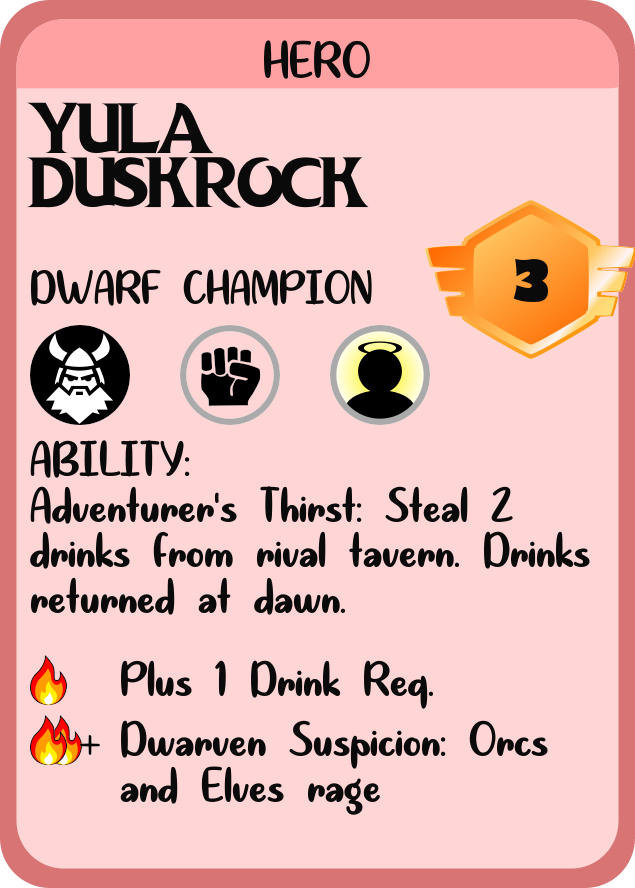 HERO
YULA
DUSKROCK
3
DWARF CHAMPION
ABILITY:
Adventurer's Thirst: Steal 2
drinks from rival tavern. Drinks
returned at dawn.
Plus 1 Drink Req.
+ Dwarven Suspicion: Orcs
and Elves rage